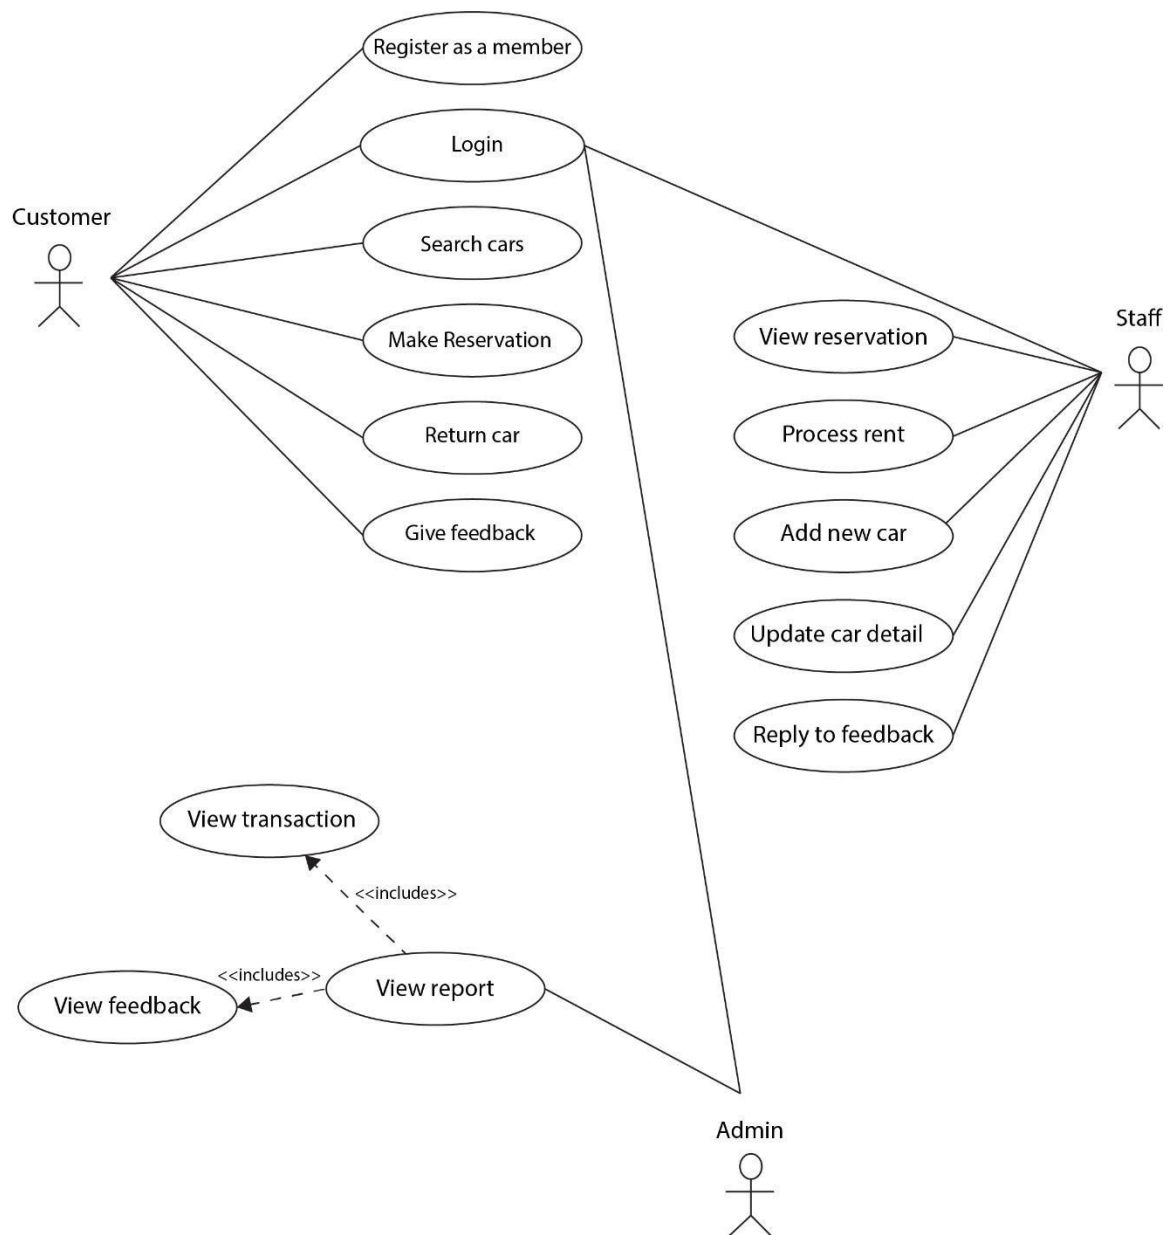 Register as a member
Login
Customer
Search cars
Make Reservation
View reservation
Staff
Return car
Process rent
Give feedback
Add new car
Update car detail
Reply to feedback
View transaction
<<includes>>
<<includes>>
View feedback
View report
Admin